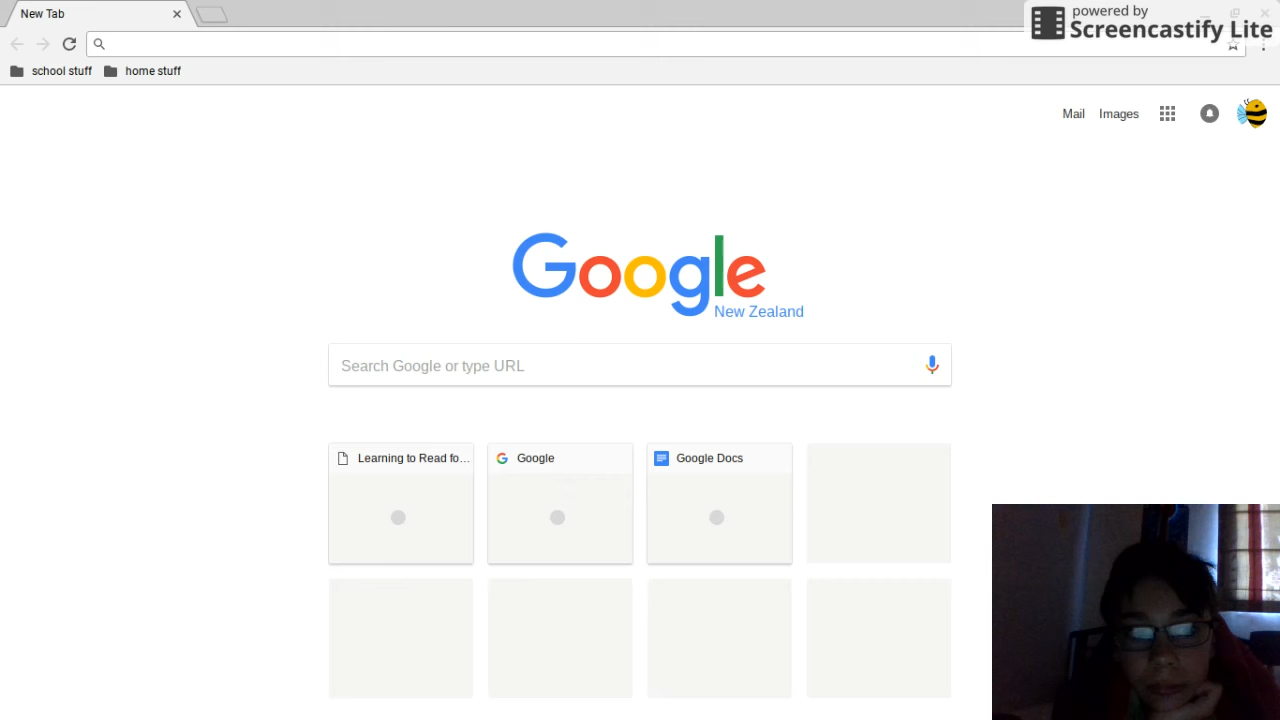 New Tab
powered by
Screencastify Lite
school stuff
home stuff
Mail
Images
Google
New Zealand
Search Google or type URL
Learning to Read fo...
Google
Google Docs